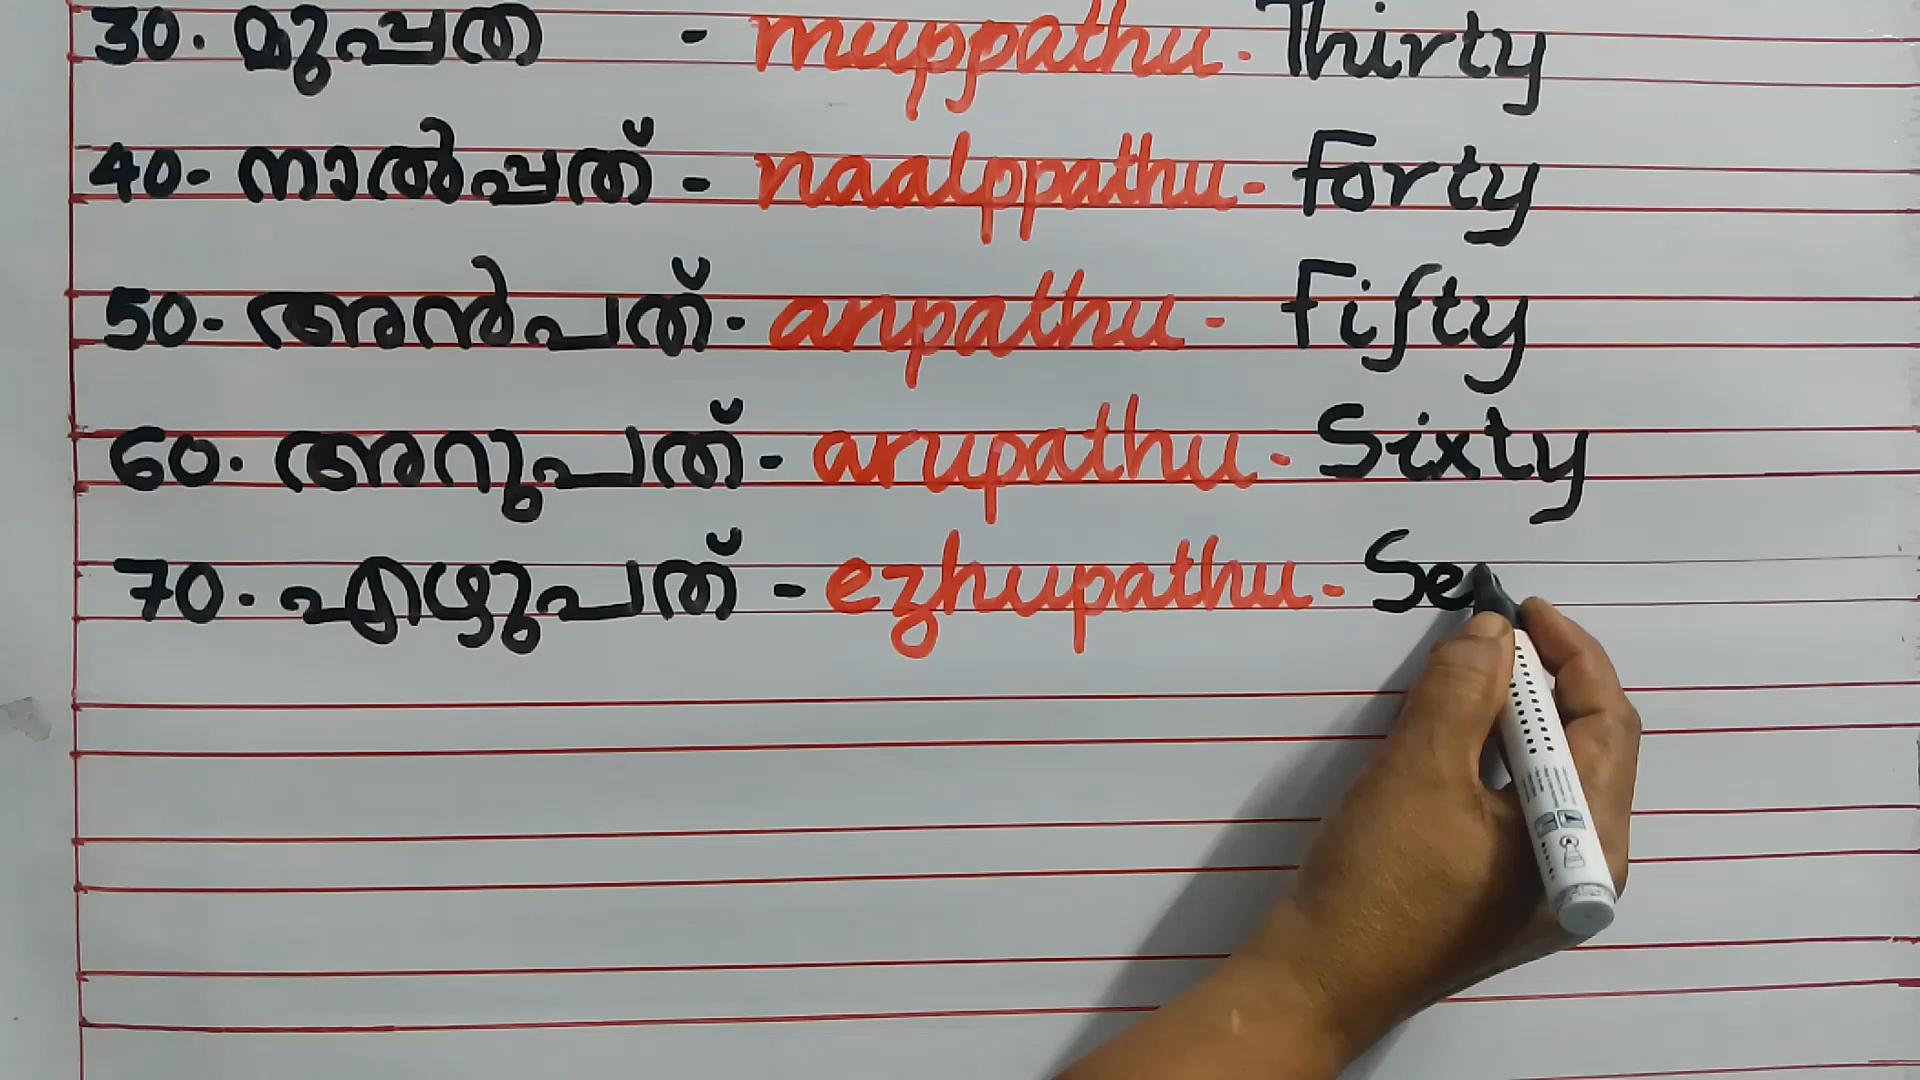 30. മുപ്പത - muppathu - Thirty
40 - നാൽപ്പത് - naalppathu - Forty
50 - അൻപത് - anpathu - Fifty
60. അറുപത് - arupathu - Sixty
70. എഴുപത് - ezhupathu - Se